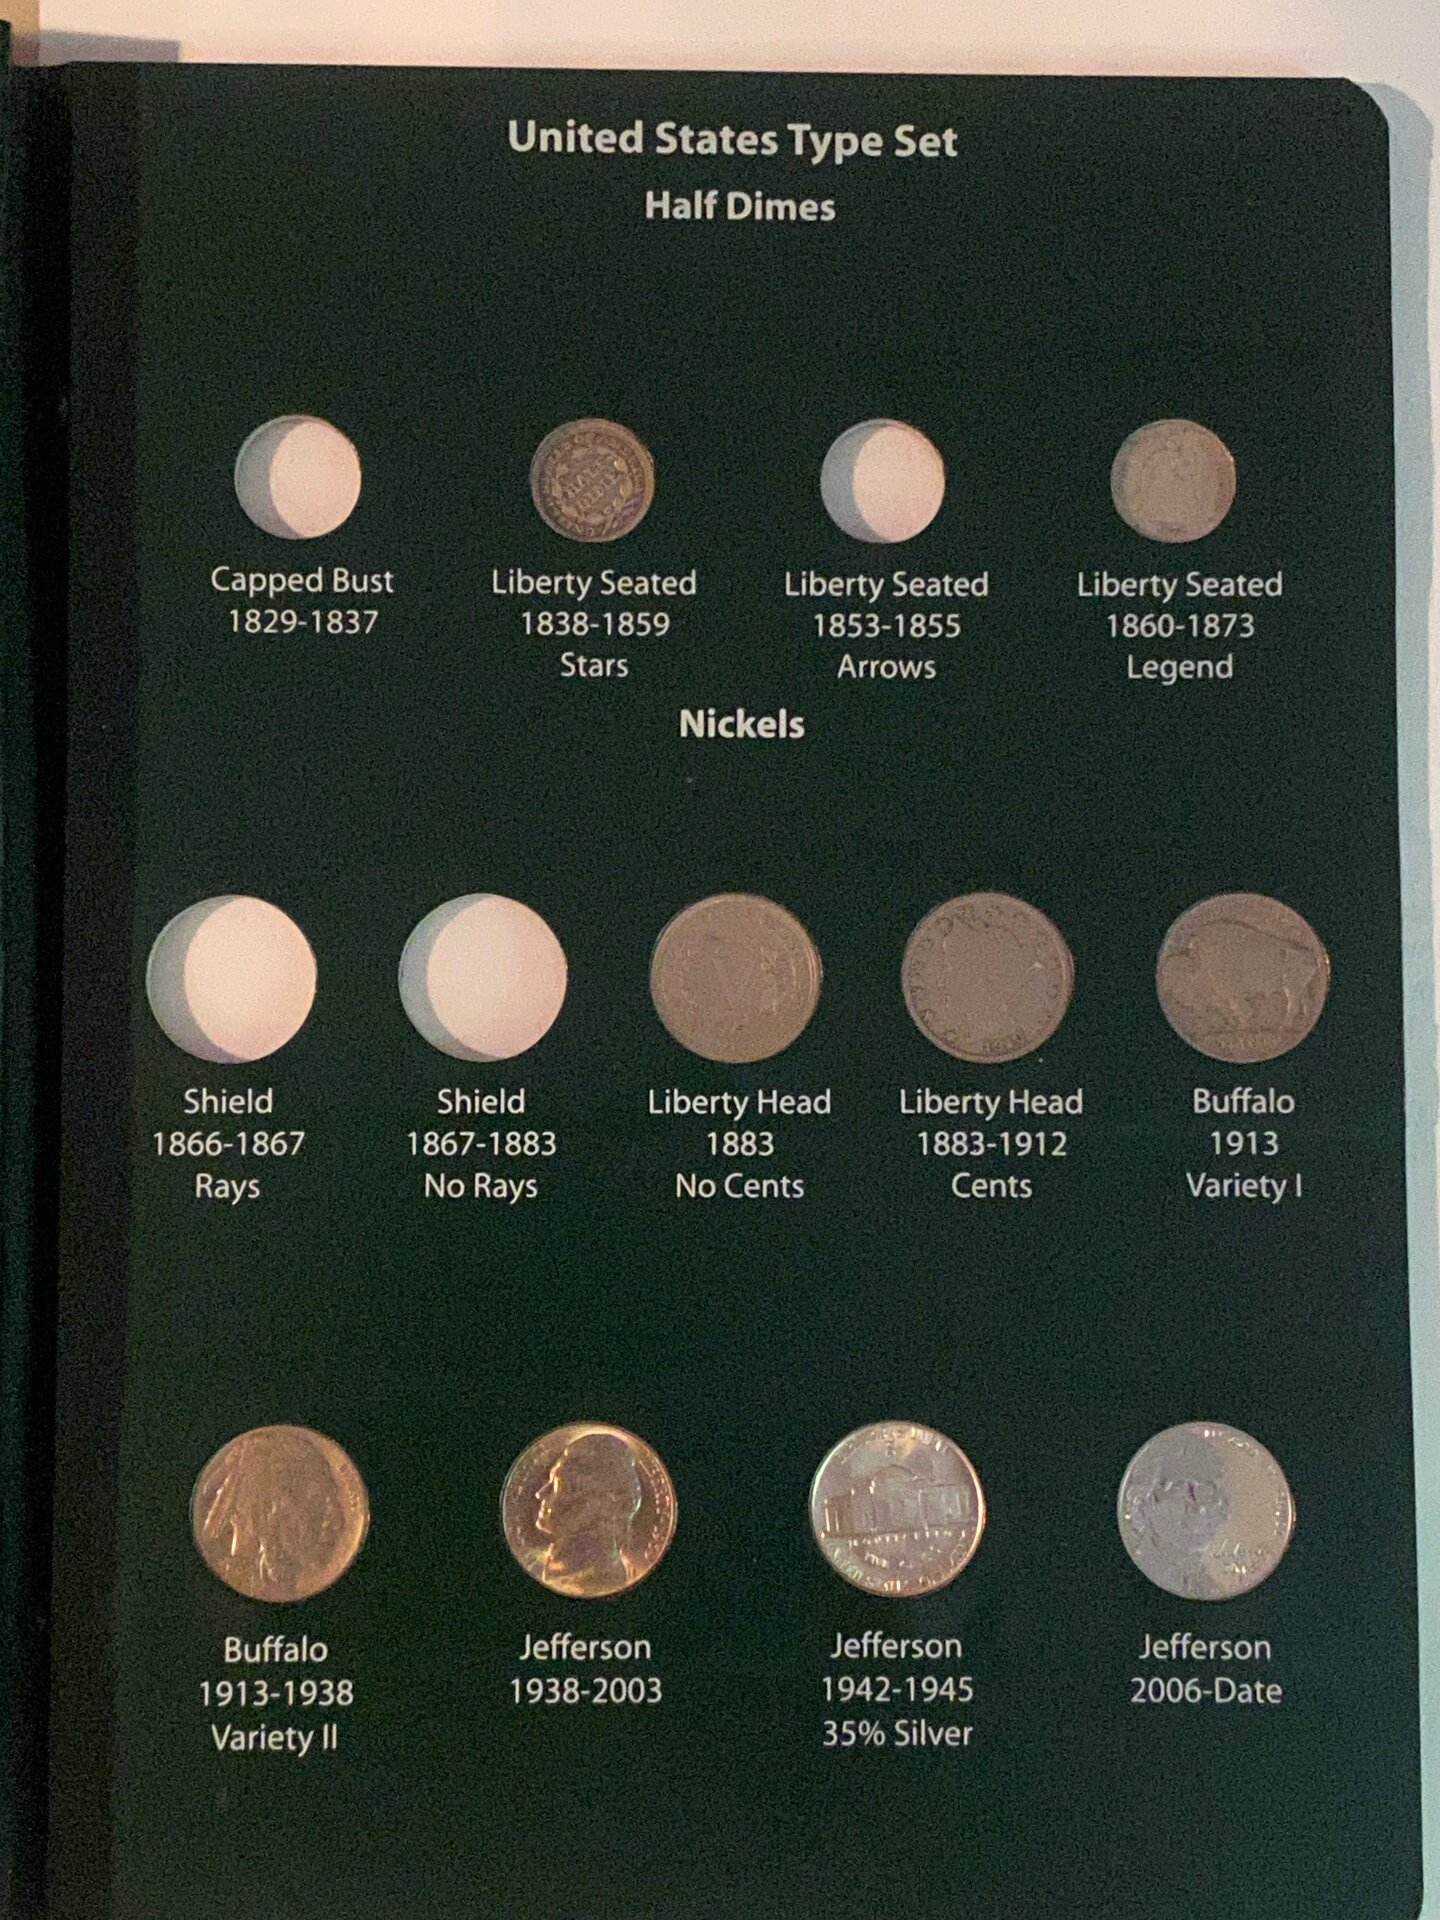 United States Type Set
Half Dimes
HALF
DIME
Capped Bust
1829-1837
Liberty Seated
1838-1859
Stars
Liberty Seated
1853-1855
Arrows
Liberty Seated
1860-1873
Legend
Nickels
Shield
1866-1867
Rays
Shield
1867-1883
No Rays
Liberty Head
1883
No Cents
Liberty Head
1883-1912
Cents
Buffalo
1913
Variety I
Buffalo
1913-1938
Variety II
Jefferson
1938-2003
Jefferson
1942-1945
35% Silver
Jefferson
2006-Date